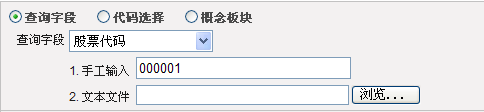 查询字段 代码选择 概念板块
查询字段 股票代码
1. 手工输入 000001
2. 文本文件 浏览...